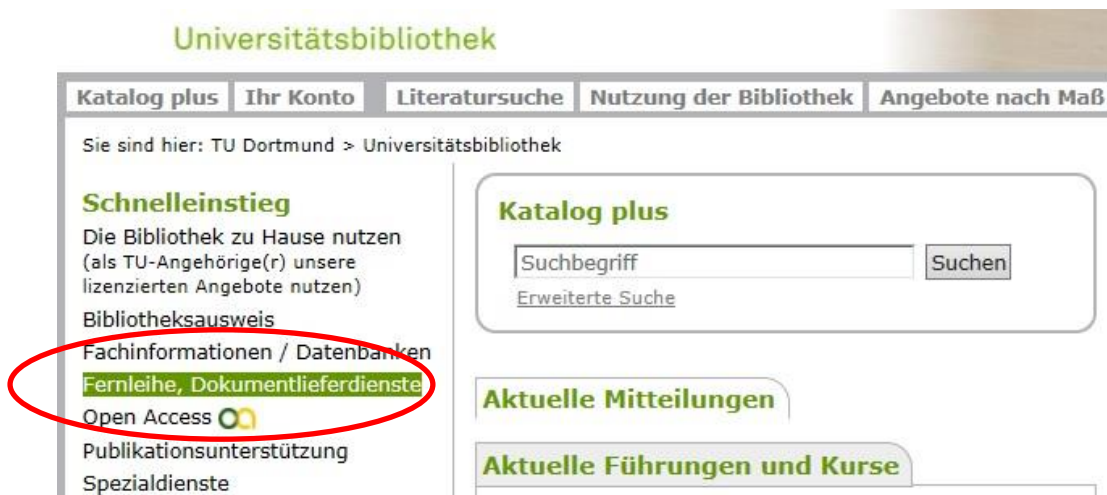 Universitätsbibliothek
Katalog plus Ihr Konto Literatursuche Nutzung der Bibliothek Angebote nach Maß
Sie sind hier: TU Dortmund > Universitätsbibliothek
Schnelleinstieg
Die Bibliothek zu Hause nutzen
(als TU-Angehörige(r) unsere
lizenzierten Angebote nutzen)
Bibliotheksausweis
Fachinformationen / Datenbanken
Fernleihe, Dokumentlieferdienste
Open Access
Publikationsunterstützung
Spezialdienste
Katalog plus
Suchbegriff Suchen
Erweiterte Suche
Aktuelle Mitteilungen
Aktuelle Führungen und Kurse